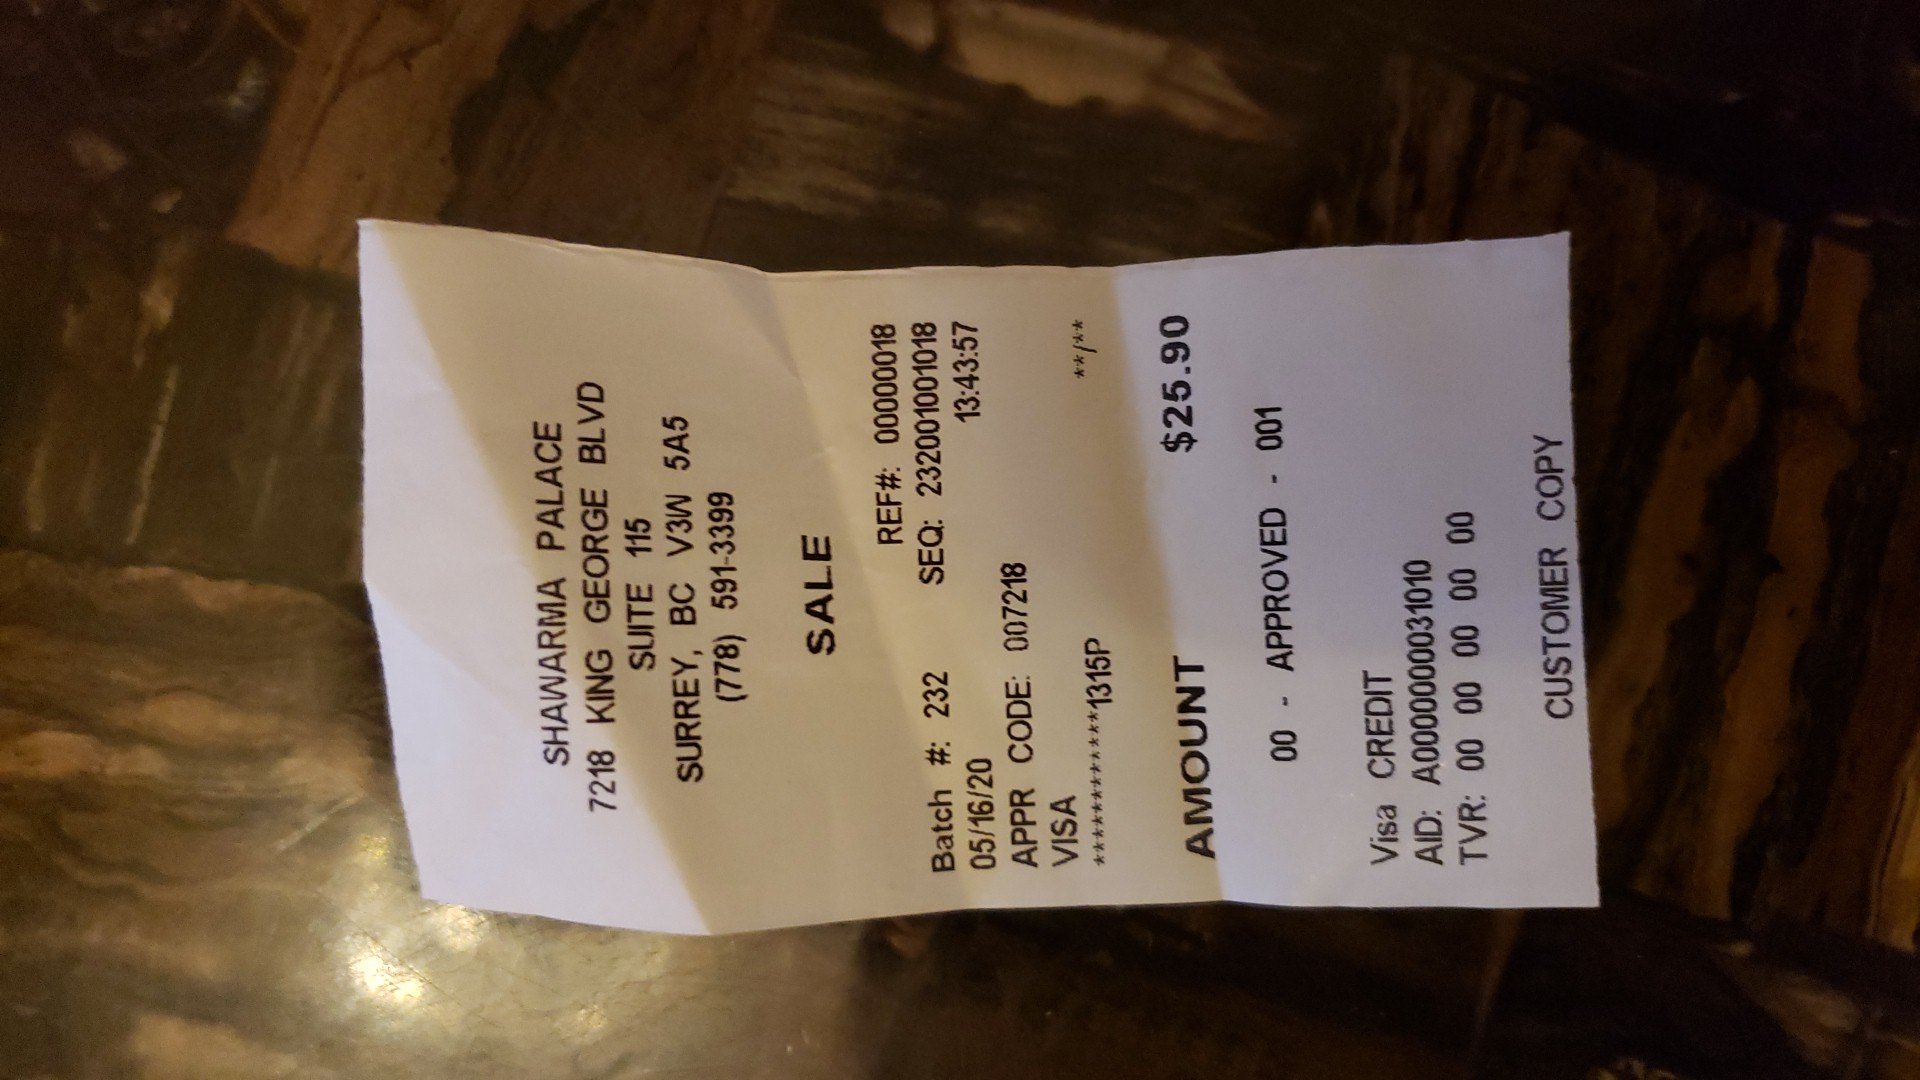 SHAWARMA PALACE
7218 KING GEORGE BLVD
SUITE 115
SURREY, BC V3W 5A5
(778) 591-3399
SALE
REF#: 00000018
Batch #: 232 SEQ: 232001001018
05/16/20 13:43:57
APPR CODE: 007218
VISA
************1315P **/**
AMOUNT $25.90
00 - APPROVED - 001
Visa CREDIT
AID: A0000000031010
TVR: 00 00 00 00 00
CUSTOMER COPY